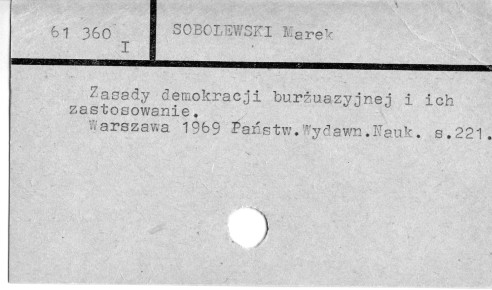 61 360
I
SOBOLEWSKI Marek
Zasady demokracji burżuazyjnej i ich
zastosowanie.
Warszawa 1969 Państw.Wydawn.Nauk. s.221.